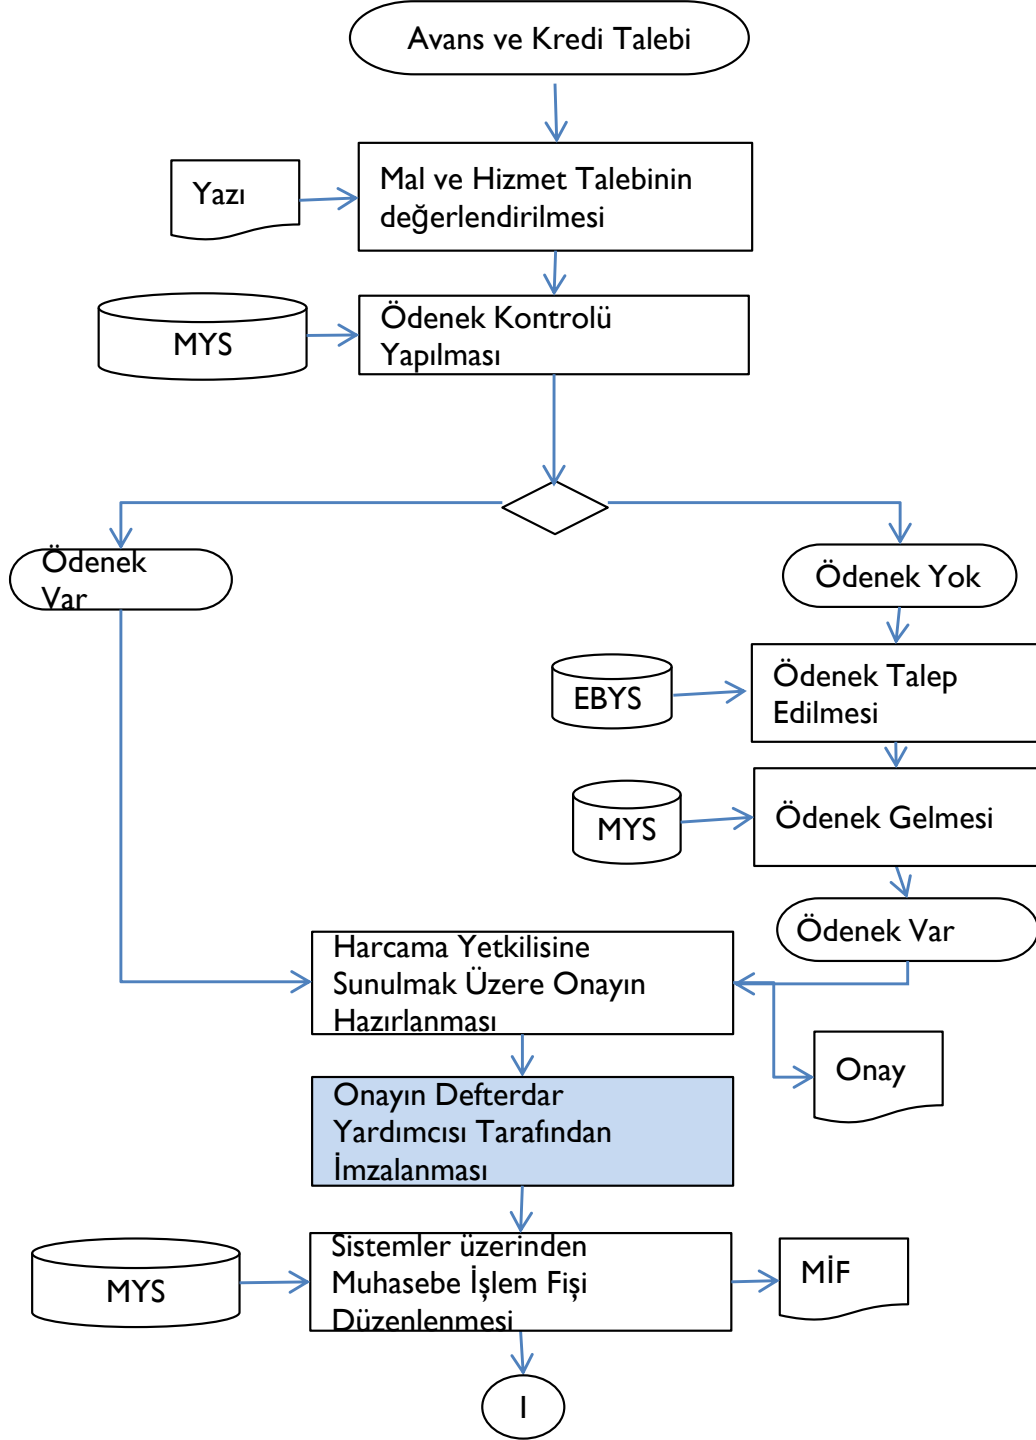 Avans ve Kredi Talebi
Yazı
Mal ve Hizmet Talebinin
değerlendirilmesi
MYS
Ödenek Kontrolü
Yapılması
Ödenek
Var
Ödenek Yok
EBYS
Ödenek Talep
Edilmesi
MYS
Ödenek Gelmesi
Ödenek Var
Harcama Yetkilisine
Sunulmak Üzere Onayın
Hazırlanması
Onay
Onayın Defterdar
Yardımcısı Tarafından
İmzalanması
MYS
Sistemler üzerinden
Muhasebe İşlem Fişi
Düzenlenmesi
MİF
1